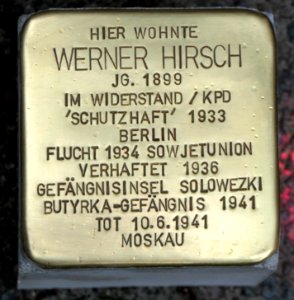 HIER WOHNTE
WERNER HIRSCH
JG. 1899
IM WIDERSTAND / KPD
'SCHUTZHAFT' 1933
BERLIN
FLUCHT 1934 SOWJETUNION
VERHAFTET 1936
GEFÄNGNISINSEL SOLOWEZKI
BUTYRKA-GEFÄNGNIS 1941
TOT 10.6.1941
MOSKAU